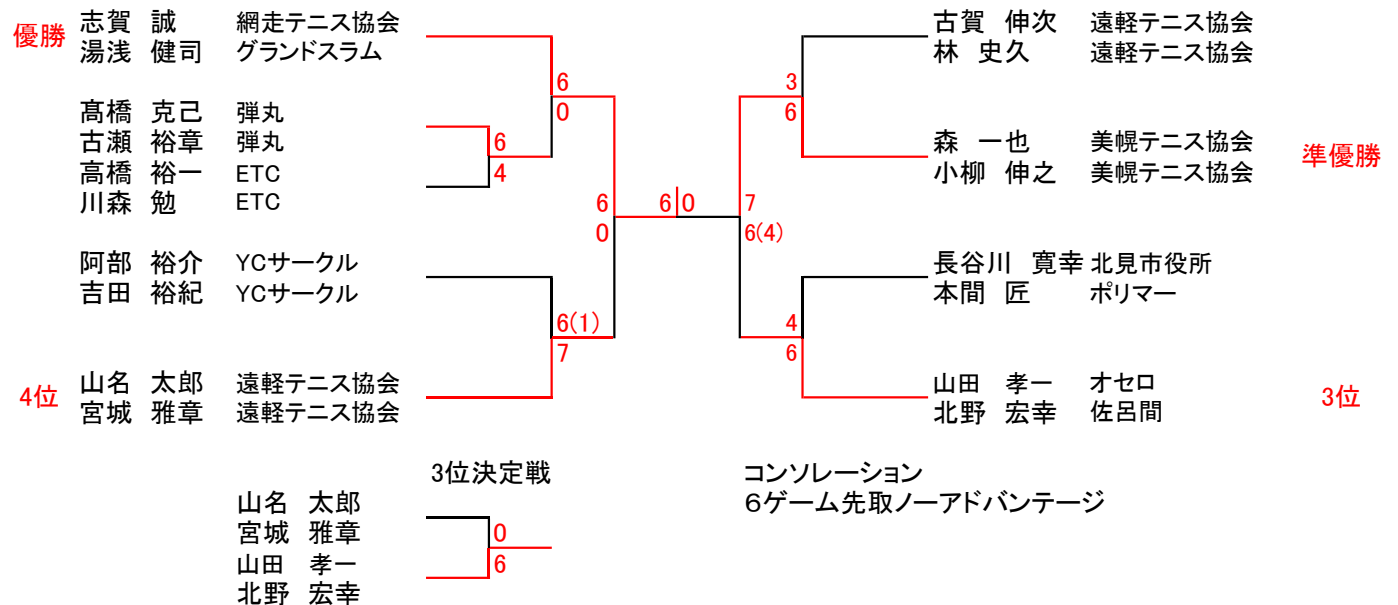 優勝
志賀 誠 網走テニス協会
湯浅 健司 グランドスラム
髙橋 克己 弾丸
古瀬 裕章 弾丸
高橋 裕一 ETC
川森 勉 ETC
阿部 裕介 YCサークル
吉田 裕紀 YCサークル
4位
山名 太郎 遠軽テニス協会
宮城 雅章 遠軽テニス協会
6
0
6
4
6(1)
7
6
0
6 0
7
6(4)
3
6
4
6
古賀 伸次 遠軽テニス協会
林 史久 遠軽テニス協会
森 一也 美幌テニス協会
小柳 伸之 美幌テニス協会
準優勝
長谷川 寛幸 北見市役所
本間 匠 ポリマー
山田 孝一 オセロ
北野 宏幸 佐呂間
3位
3位決定戦
山名 太郎
宮城 雅章
山田 孝一
北野 宏幸
0
6
コンソレーション
６ゲーム先取ノーアドバンテージ